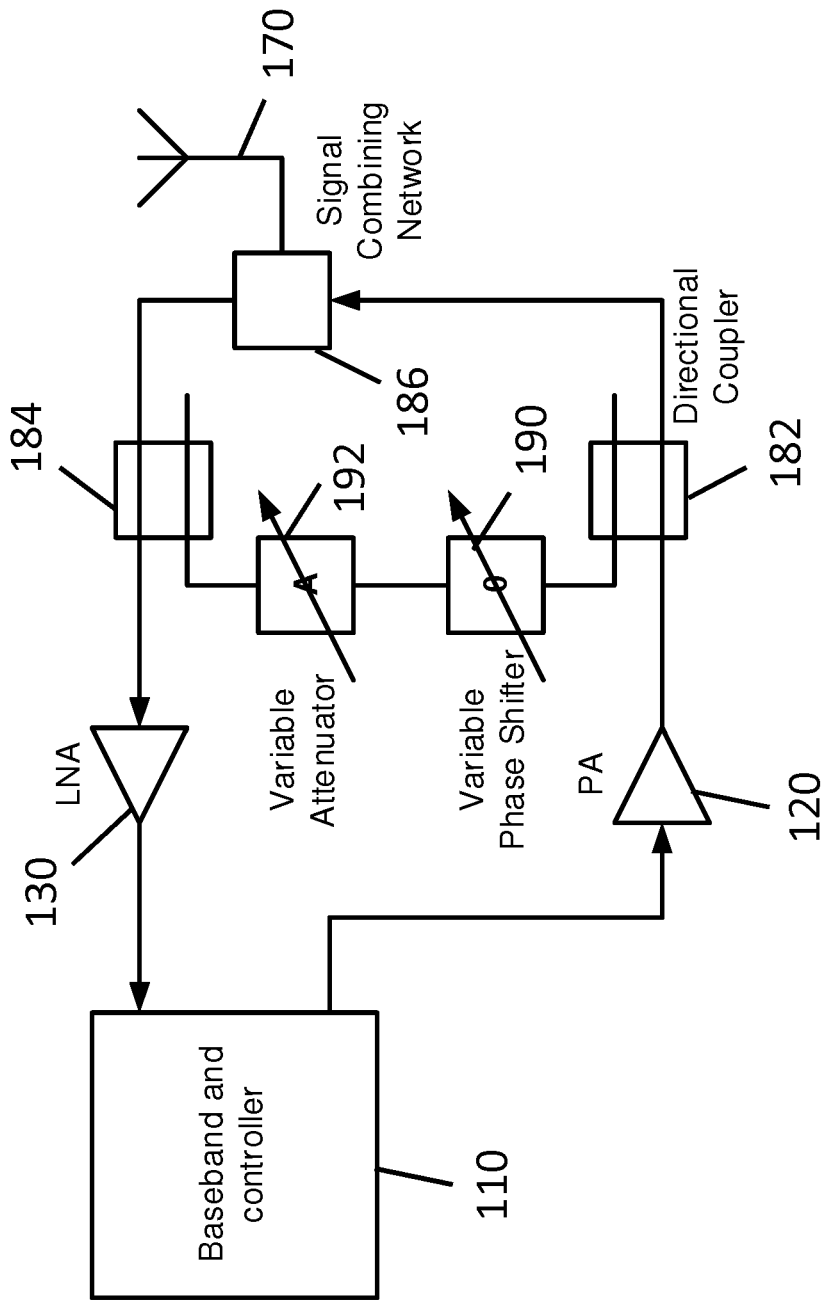 184
130
LNA
170
Signal
Combining
Network
186
192
Variable
Attenuator
Baseband and
controller
110
190
Variable
Phase Shifter
A
θ
Directional
Coupler
182
PA
120